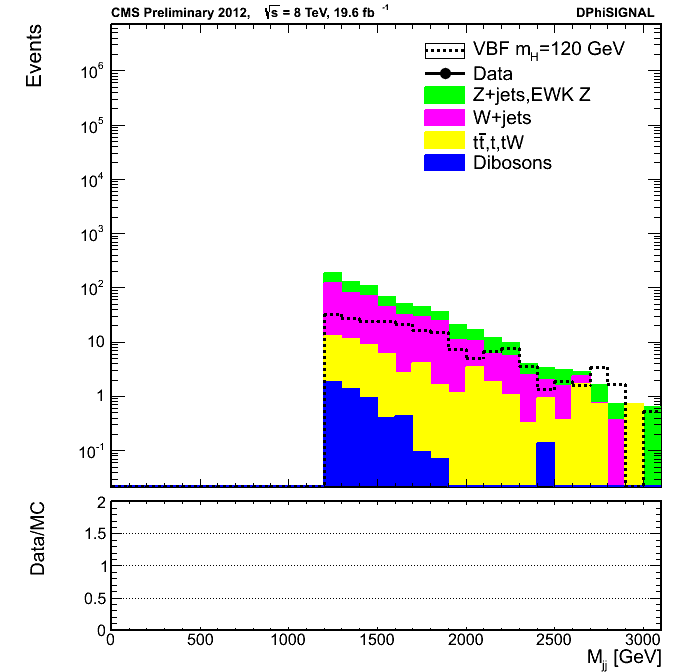 CMS Preliminary 2012, √s = 8 TeV, 19.6 fb⁻¹ DPhiSIGNAL
Events
10⁶
10⁵
10⁴
10³
10²
10
1
10⁻¹
VBF m_H=120 GeV
Data
Z+jets,EWK Z
W+jets
tt̄,t,tW
Dibosons
Data/MC
2
1.5
1
0.5
0
0 500 1000 1500 2000 2500 3000
M_jj [GeV]